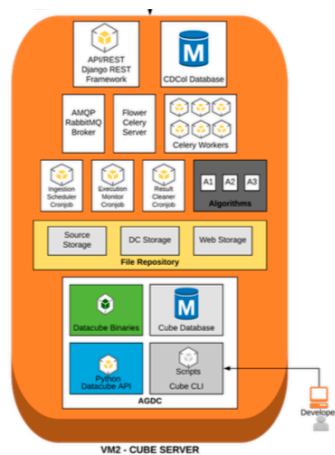 API/REST
Django REST
Framework
CDCol Database
AMQP
RabbitMQ
Broker
Flower
Celery
Server
Celery Workers
Ingestion
Scheduler
Cronjob
Execution
Monitor
Cronjob
Result
Cleaner
Cronjob
A1
A2
A3
Algorithms
Source
Storage
DC Storage
Web Storage
File Repository
Datacube Binaries
M
Cube Database
Python
Datacube API
Scripts
Cube CLI
AGDC
Develope
VM2 - CUBE SERVER
M